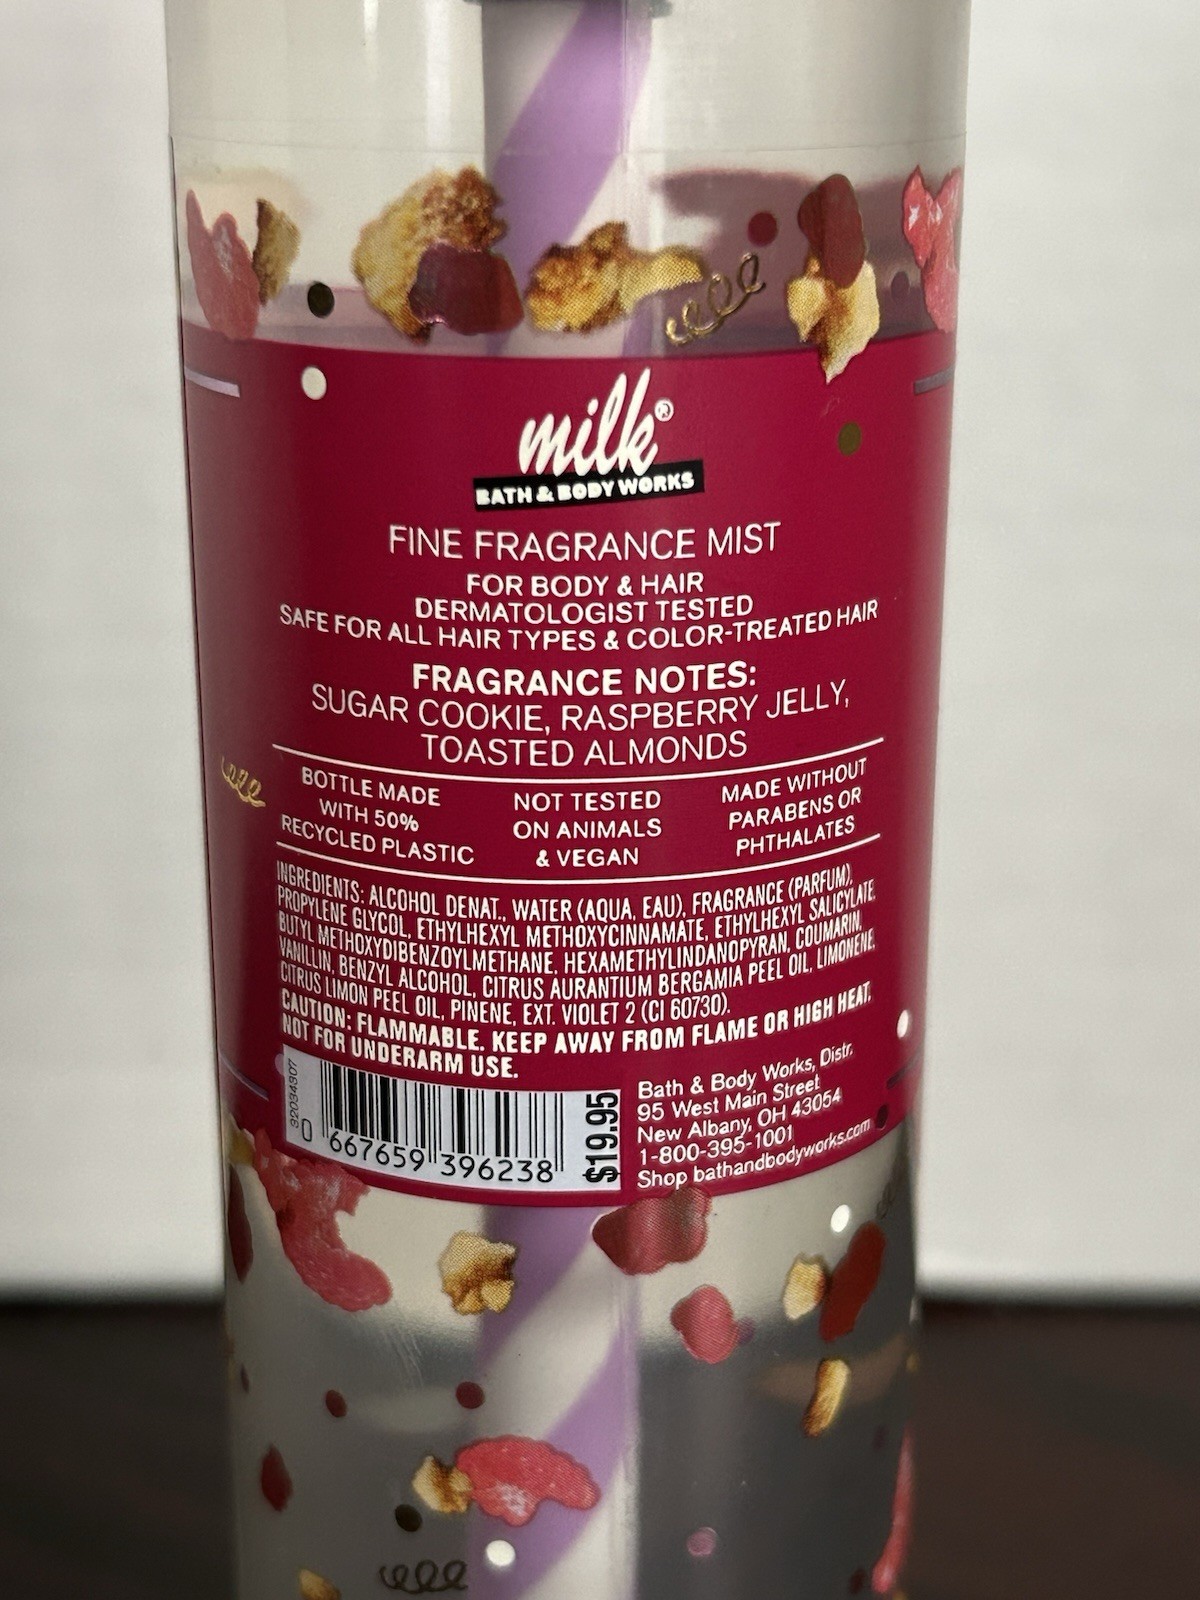 milk®
BATH & BODY WORKS
FINE FRAGRANCE MIST
FOR BODY & HAIR
DERMATOLOGIST TESTED
SAFE FOR ALL HAIR TYPES & COLOR-TREATED HAIR
FRAGRANCE NOTES:
SUGAR COOKIE, RASPBERRY JELLY,
TOASTED ALMONDS
BOTTLE MADE
WITH 50%
RECYCLED PLASTIC
NOT TESTED
ON ANIMALS
& VEGAN
MADE WITHOUT
PARABENS OR
PHTHALATES
INGREDIENTS: ALCOHOL DENAT., WATER (AQUA, EAU), FRAGRANCE (PARFUM),
PROPYLENE GLYCOL, ETHYLHEXYL METHOXYCINNAMATE, ETHYLHEXYL SALICYLATE,
BUTYL METHOXYDIBENZOYLMETHANE, HEXAMETHYLINDANOPYRAN, COUMARIN,
VANILLIN, BENZYL ALCOHOL, CITRUS AURANTIUM BERGAMIA PEEL OIL, LIMONENE,
CITRUS LIMON PEEL OIL, PINENE, EXT. VIOLET 2 (CI 60730).
CAUTION: FLAMMABLE. KEEP AWAY FROM FLAME OR HIGH HEAT.
NOT FOR UNDERARM USE.
32034307
0 667659 396238
$19.95
Bath & Body Works, Distr.
95 West Main Street
New Albany, OH 43054
1-800-395-1001
Shop bathandbodyworks.com